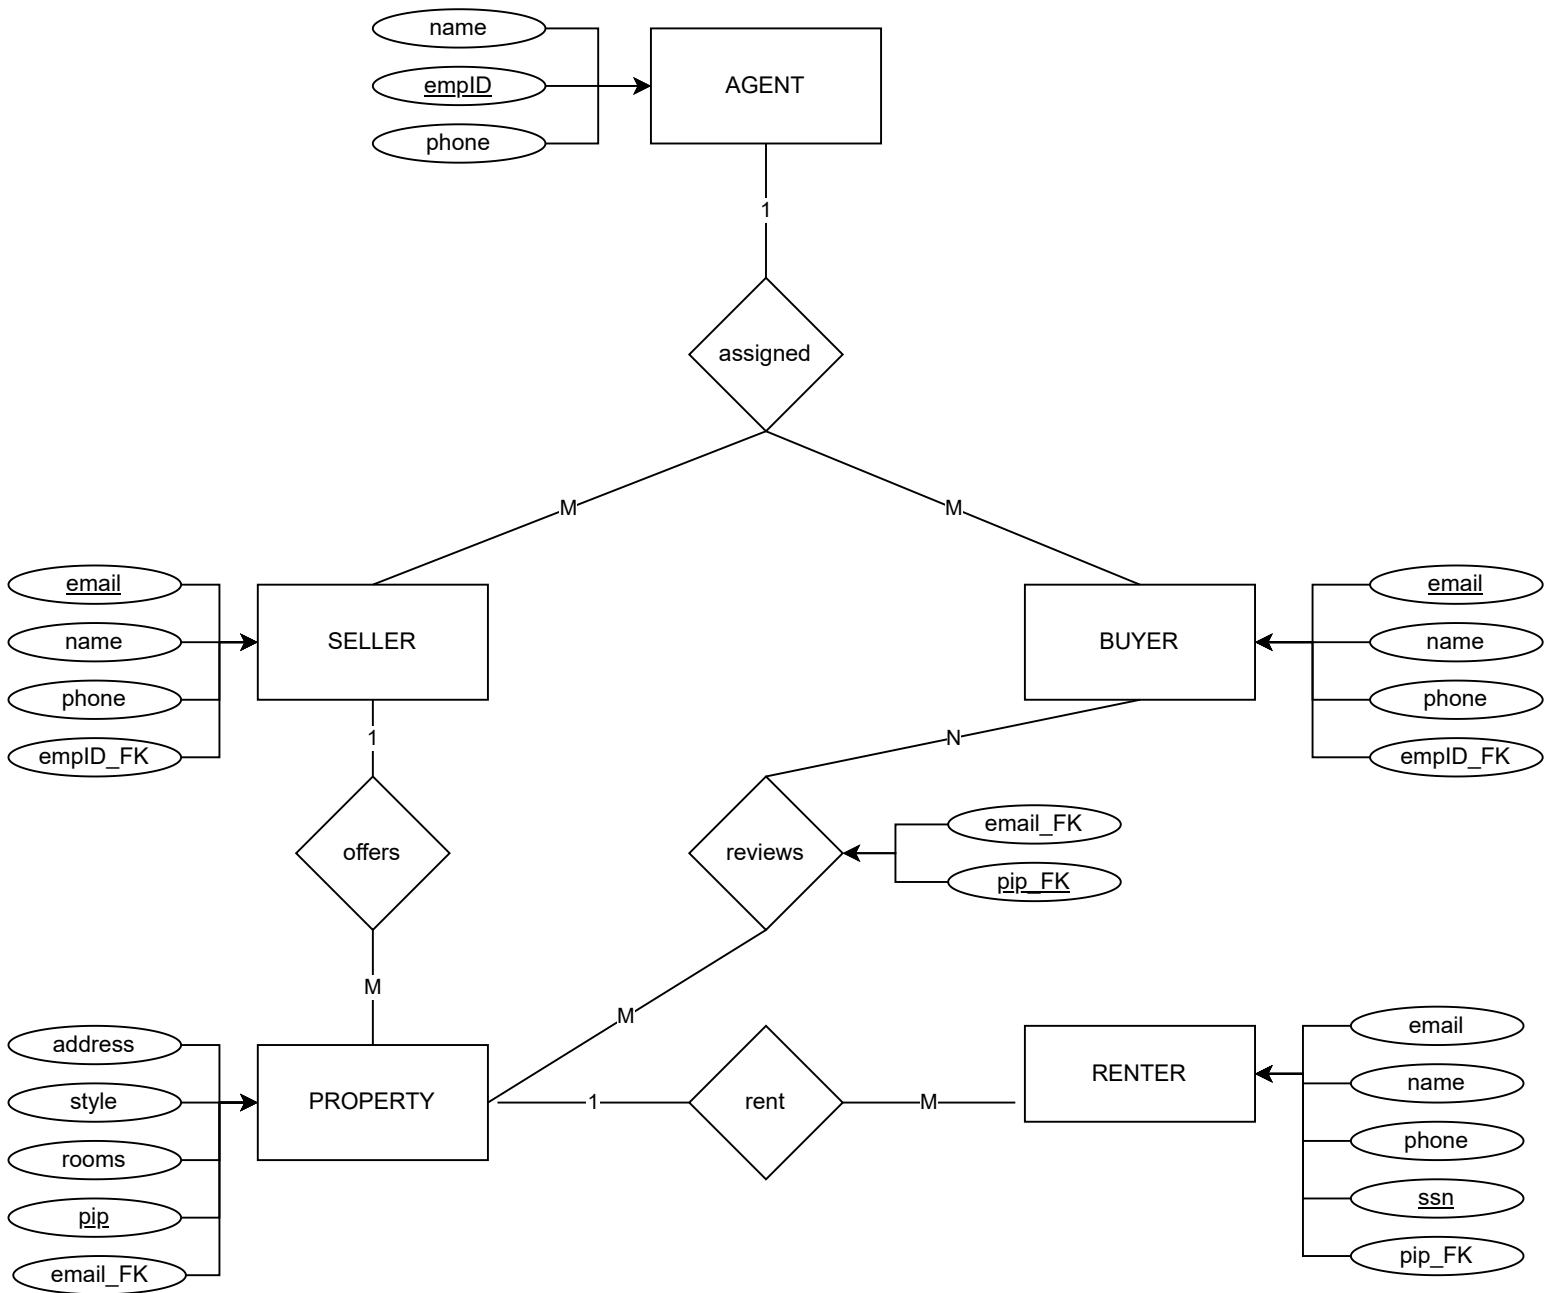 name
empID
phone
AGENT
1
assigned
M
M
email
name
phone
empID_FK
SELLER
BUYER
email
name
phone
empID_FK
1
N
offers
reviews
email_FK
pip_FK
M
M
address
style
rooms
pip
email_FK
PROPERTY
1
rent
M
RENTER
email
name
phone
ssn
pip_FK